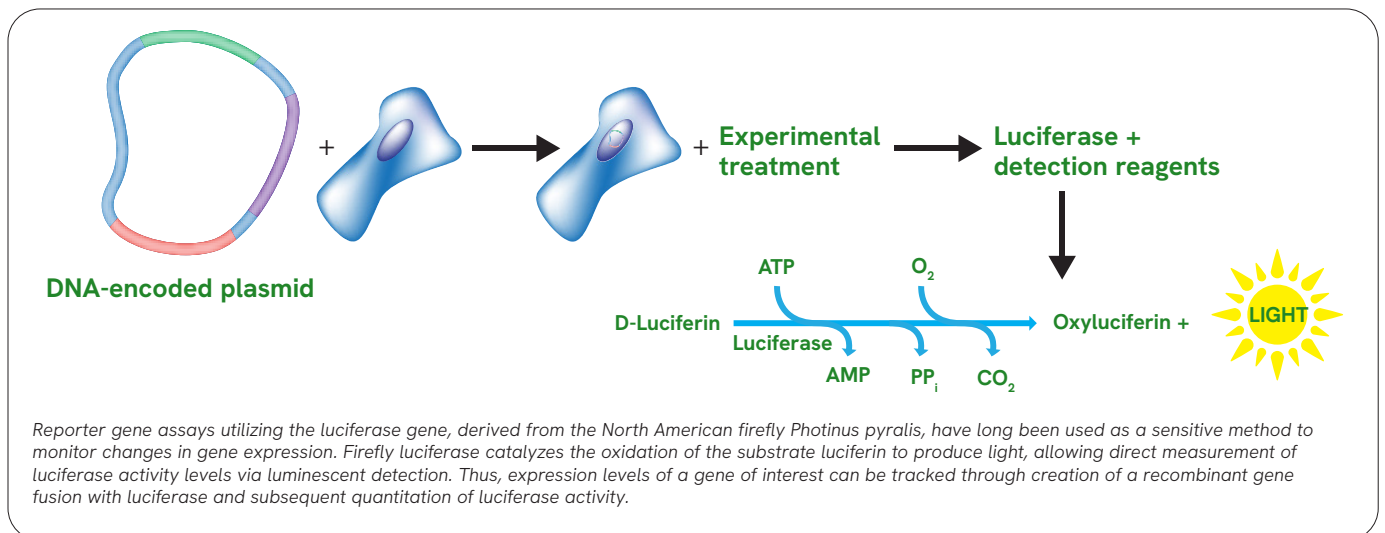 +
+ Experimental
treatment
Luciferase +
detection reagents
DNA-encoded plasmid
ATP
O₂
D-Luciferin
Oxyluciferin +
LIGHT
Luciferase
AMP
PPᵢ
CO₂
Reporter gene assays utilizing the luciferase gene, derived from the North American firefly Photinus pyralis, have long been used as a sensitive method to
monitor changes in gene expression. Firefly luciferase catalyzes the oxidation of the substrate luciferin to produce light, allowing direct measurement of
luciferase activity levels via luminescent detection. Thus, expression levels of a gene of interest can be tracked through creation of a recombinant gene
fusion with luciferase and subsequent quantitation of luciferase activity.